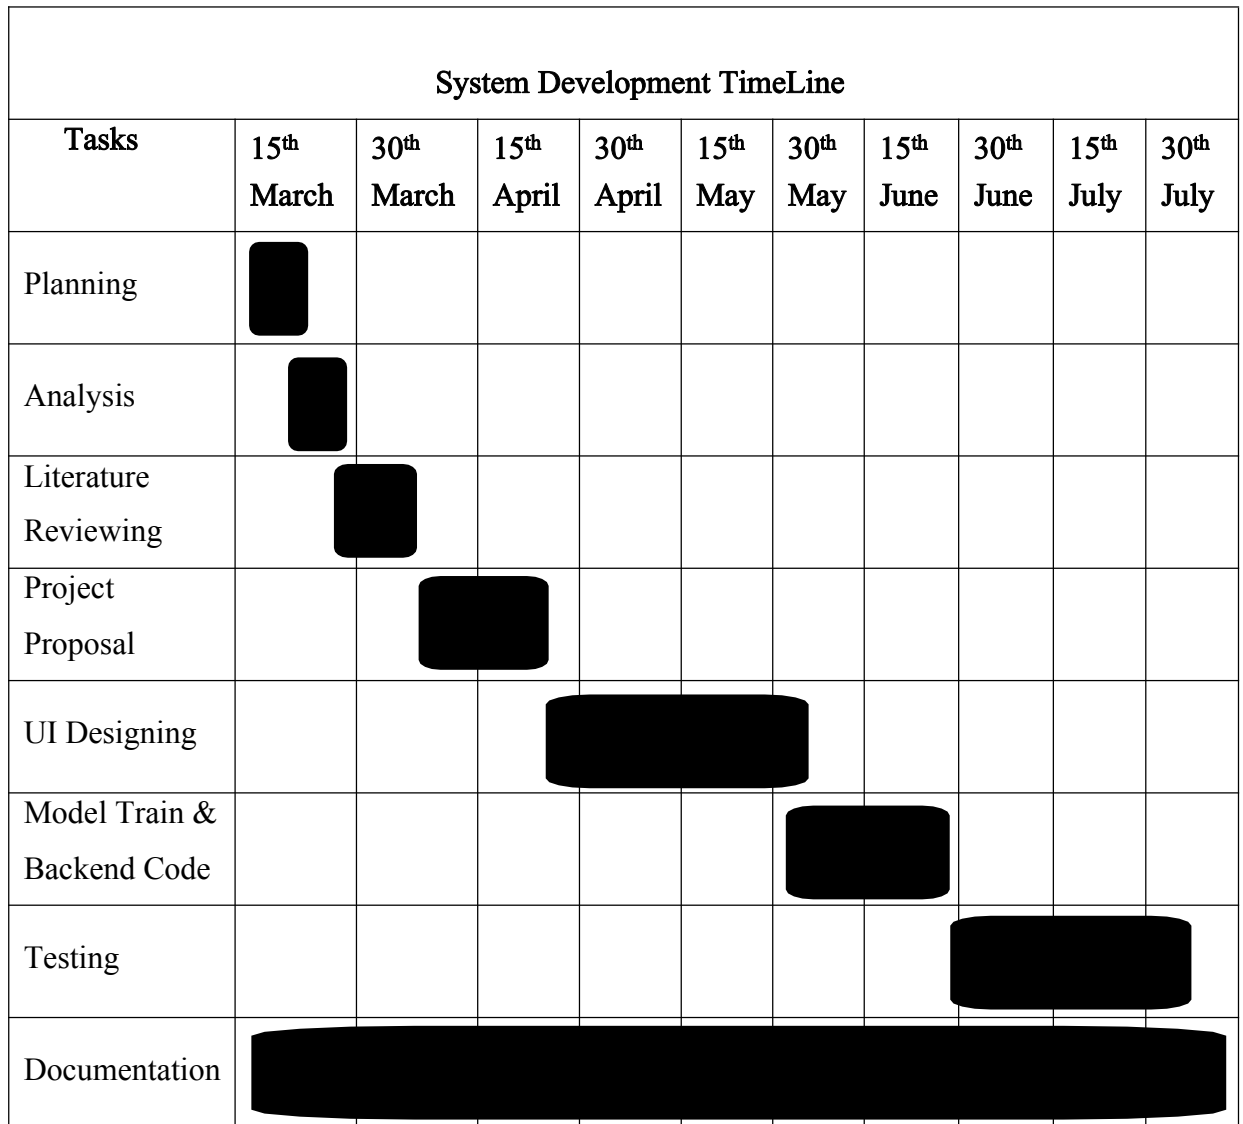 System Development TimeLine
Tasks
15th March
30th March
15th April
30th April
15th May
30th May
15th June
30th June
15th July
30th July
Planning
Analysis
Literature
Reviewing
Project
Proposal
UI Designing
Model Train &
Backend Code
Testing
Documentation